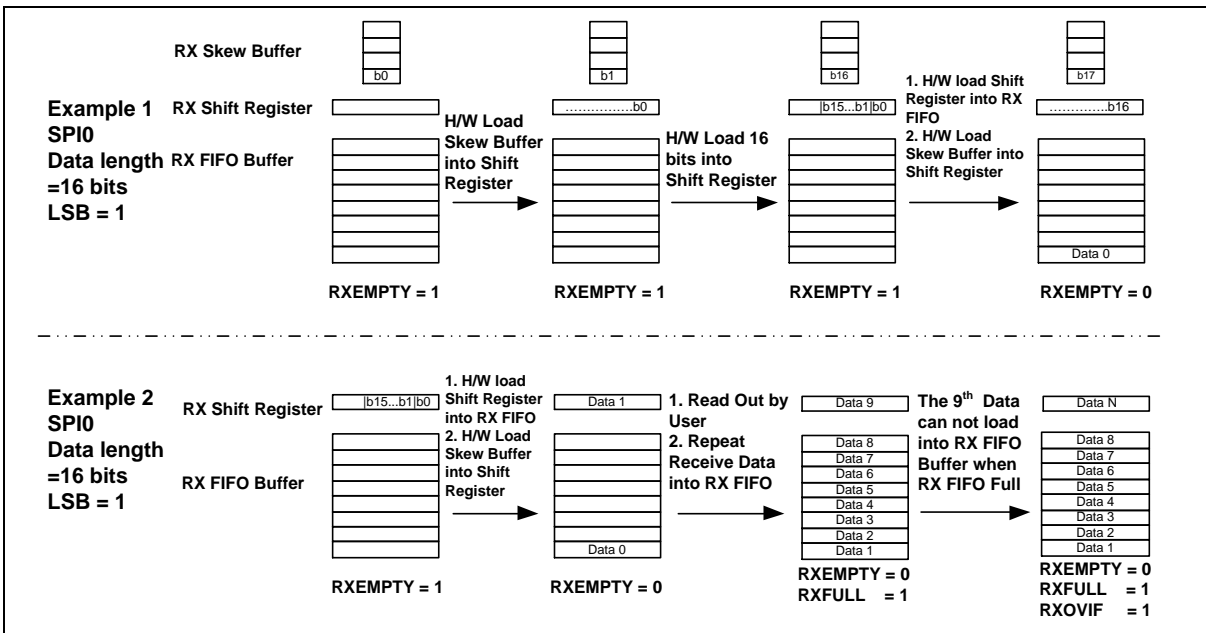 RX Skew Buffer
b0
b1
b16
b17
Example 1
SPI0
Data length
=16 bits
LSB = 1
RX Shift Register
……………b0
|b15...b1|b0
………….b16
RX FIFO Buffer
H/W Load
Skew Buffer
into Shift
Register
H/W Load 16
bits into
Shift Register
1. H/W load Shift
Register into RX
FIFO
2. H/W Load
Skew Buffer into
Shift Register
Data 0
RXEMPTY = 1
RXEMPTY = 1
RXEMPTY = 1
RXEMPTY = 0
Example 2
SPI0
Data length
=16 bits
LSB = 1
RX Shift Register
RX FIFO Buffer
|b15...b1|b0
RXEMPTY = 1
1. H/W load
Shift Register
into RX FIFO
2. H/W Load
Skew Buffer
into Shift
Register
Data 1
Data 0
RXEMPTY = 0
1. Read Out by
User
2. Repeat
Receive Data
into RX FIFO
Data 9
Data 8
Data 7
Data 6
Data 5
Data 4
Data 3
Data 2
Data 1
RXEMPTY = 0
RXFULL = 1
The 9th Data
can not load
into RX FIFO
Buffer when
RX FIFO Full
Data N
Data 8
Data 7
Data 6
Data 5
Data 4
Data 3
Data 2
Data 1
RXEMPTY = 0
RXFULL = 1
RXOVIF = 1